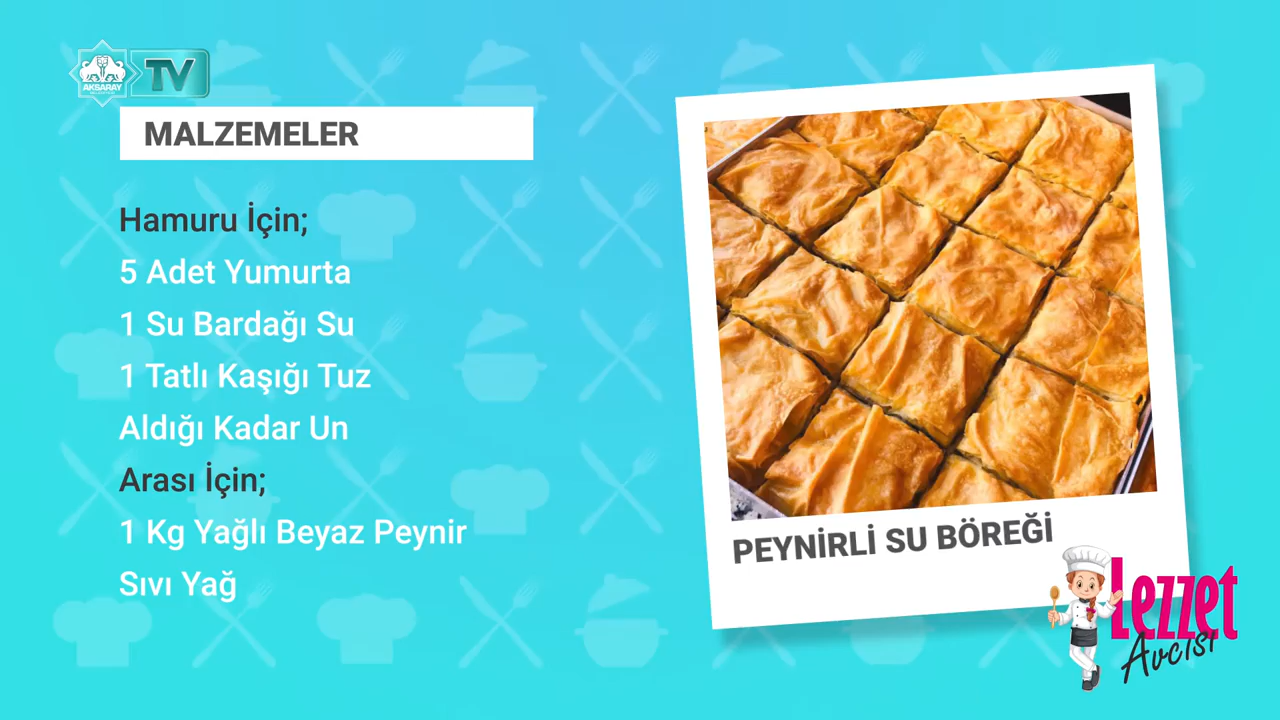 AKSARAY
TV
MALZEMELER
Hamuru İçin;
5 Adet Yumurta
1 Su Bardağı Su
1 Tatlı Kaşığı Tuz
Aldığı Kadar Un
Arası İçin;
1 Kg Yağlı Beyaz Peynir
Sıvı Yağ
PEYNİRLİ SU BÖREĞİ
Lezzet
Avcısı